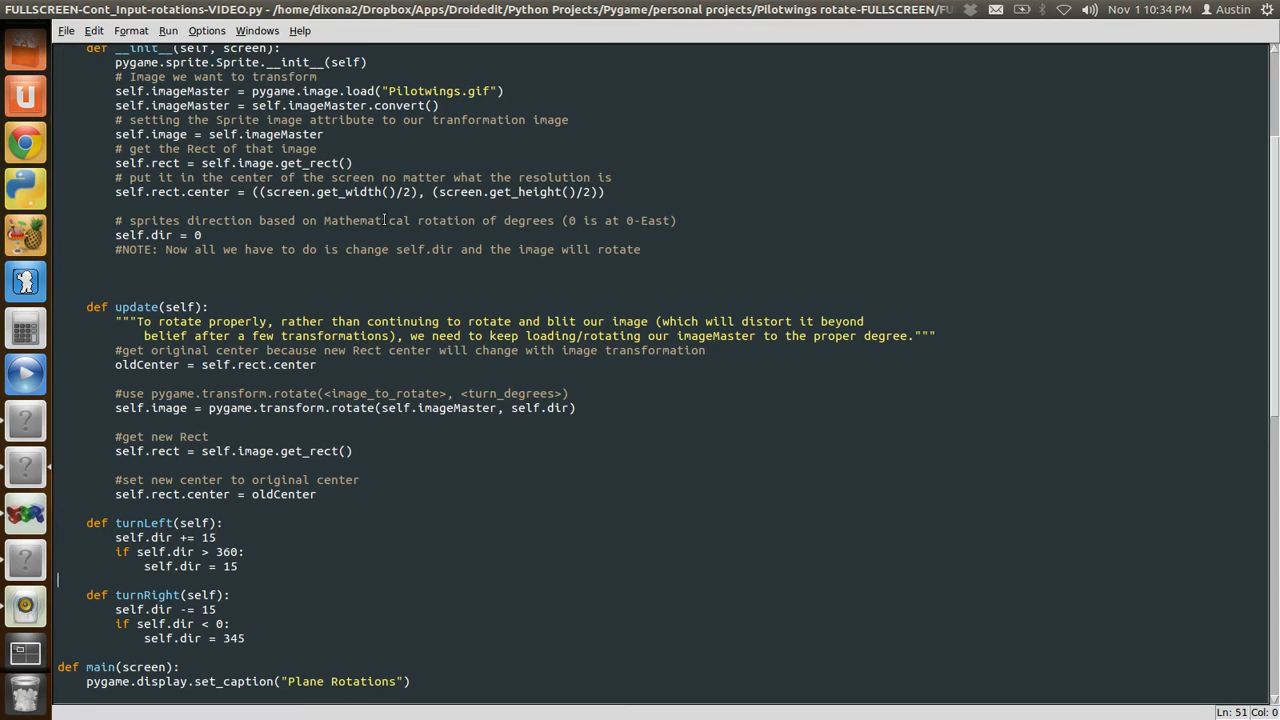 FULLSCREEN-Cont_Input-rotations-VIDEO.py - /home/dixona2/Dropbox/Apps/Droidedit/Python Projects/Pygame/personal projects/Pilotwings rotate-FULLSCREEN/FU
Nov 1 10:34 PM Austin
File Edit Format Run Options Windows Help
def __init__(self, screen):
pygame.sprite.Sprite.__init__(self)
# Image we want to transform
self.imageMaster = pygame.image.load("Pilotwings.gif")
self.imageMaster = self.imageMaster.convert()
# setting the Sprite image attribute to our tranformation image
self.image = self.imageMaster
# get the Rect of that image
self.rect = self.image.get_rect()
# put it in the center of the screen no matter what the resolution is
self.rect.center = ((screen.get_width()/2), (screen.get_height()/2))
# sprites direction based on Mathematical rotation of degrees (0 is at 0-East)
self.dir = 0
#NOTE: Now all we have to do is change self.dir and the image will rotate
def update(self):
"""To rotate properly, rather than continuing to rotate and blit our image (which will distort it beyond
belief after a few transformations), we need to keep loading/rotating our imageMaster to the proper degree."""
#get original center because new Rect center will change with image transformation
oldCenter = self.rect.center
#use pygame.transform.rotate(<image_to_rotate>, <turn_degrees>)
self.image = pygame.transform.rotate(self.imageMaster, self.dir)
#get new Rect
self.rect = self.image.get_rect()
#set new center to original center
self.rect.center = oldCenter
def turnLeft(self):
self.dir += 15
if self.dir > 360:
self.dir = 15
def turnRight(self):
self.dir -= 15
if self.dir < 0:
self.dir = 345
def main(screen):
pygame.display.set_caption("Plane Rotations")
Ln: 51 Col: 0